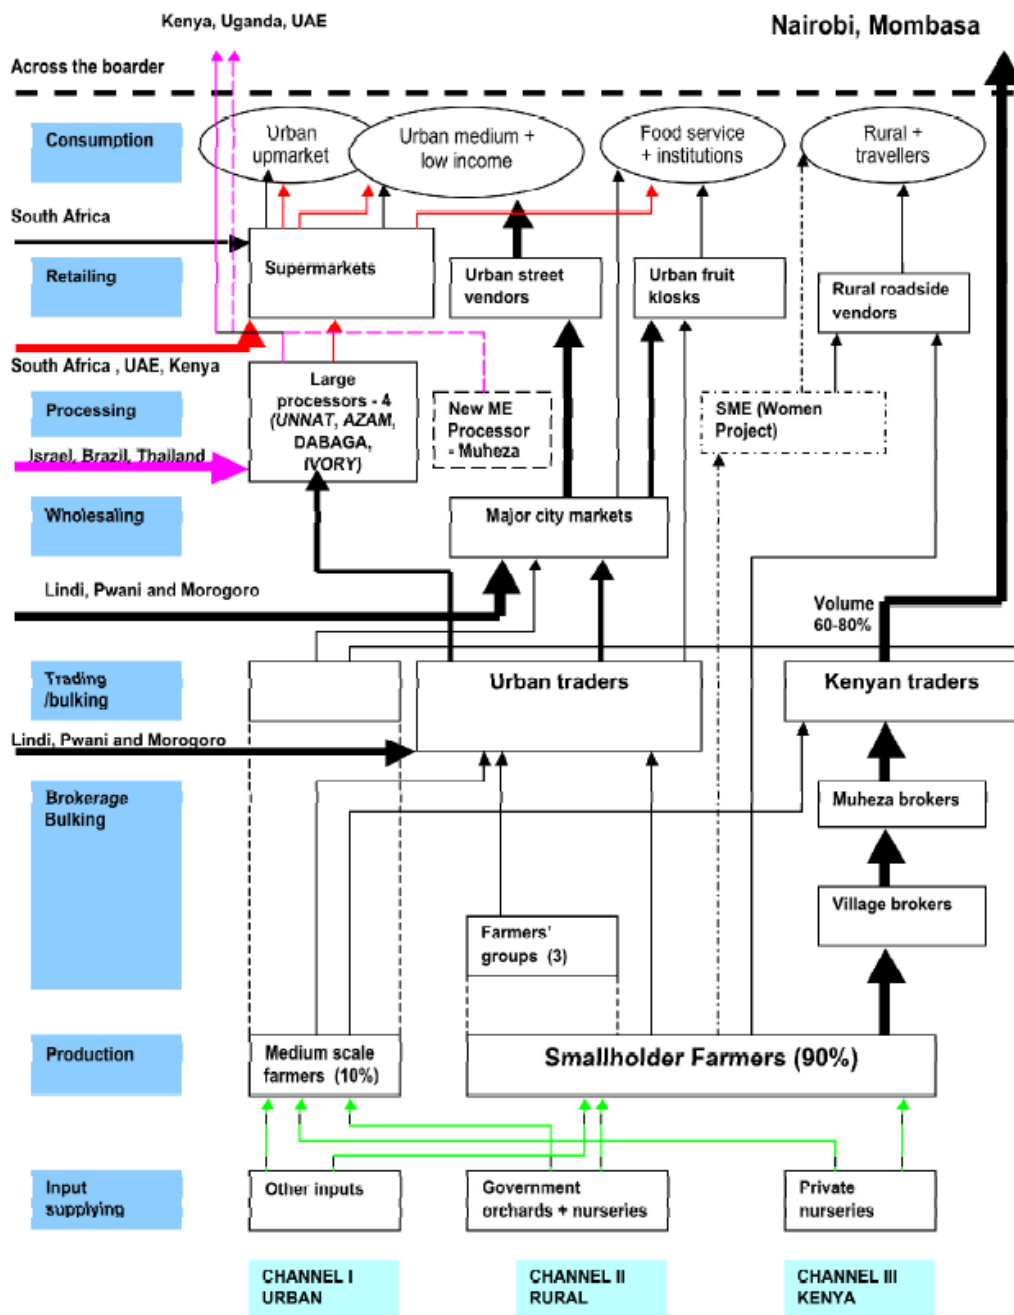 Kenya, Uganda, UAE
Nairobi, Mombasa
Across the boarder
Consumption
Urban
upmarket
Urban medium +
low income
Food service
+ institutions
Rural +
travellers
South Africa
Retailing
Supermarkets
Urban street
vendors
Urban fruit
klosks
Rural roadside
vendors
South Africa , UAE, Kenya
Processing
Large
processors - 4
(UNNAT, AZAM,
DABAGA,
IVORY)
New ME
Processor
- Muheza
SME (Women
Project)
Israel, Brazil, Thailand
Wholesaling
Major city markets
Lindi, Pwani and Morogoro
Volume
60-80%
Trading
/bulking
Urban traders
Kenyan traders
Lindi, Pwani and Morogoro
Brokerage
Bulking
Muheza brokers
Village brokers
Farmers'
groups (3)
Production
Medium scale
farmers (10%)
Smallholder Farmers (90%)
Input
supplying
Other inputs
Government
orchards + nurseries
Private
nurseries
CHANNEL I
URBAN
CHANNEL II
RURAL
CHANNEL III
KENYA